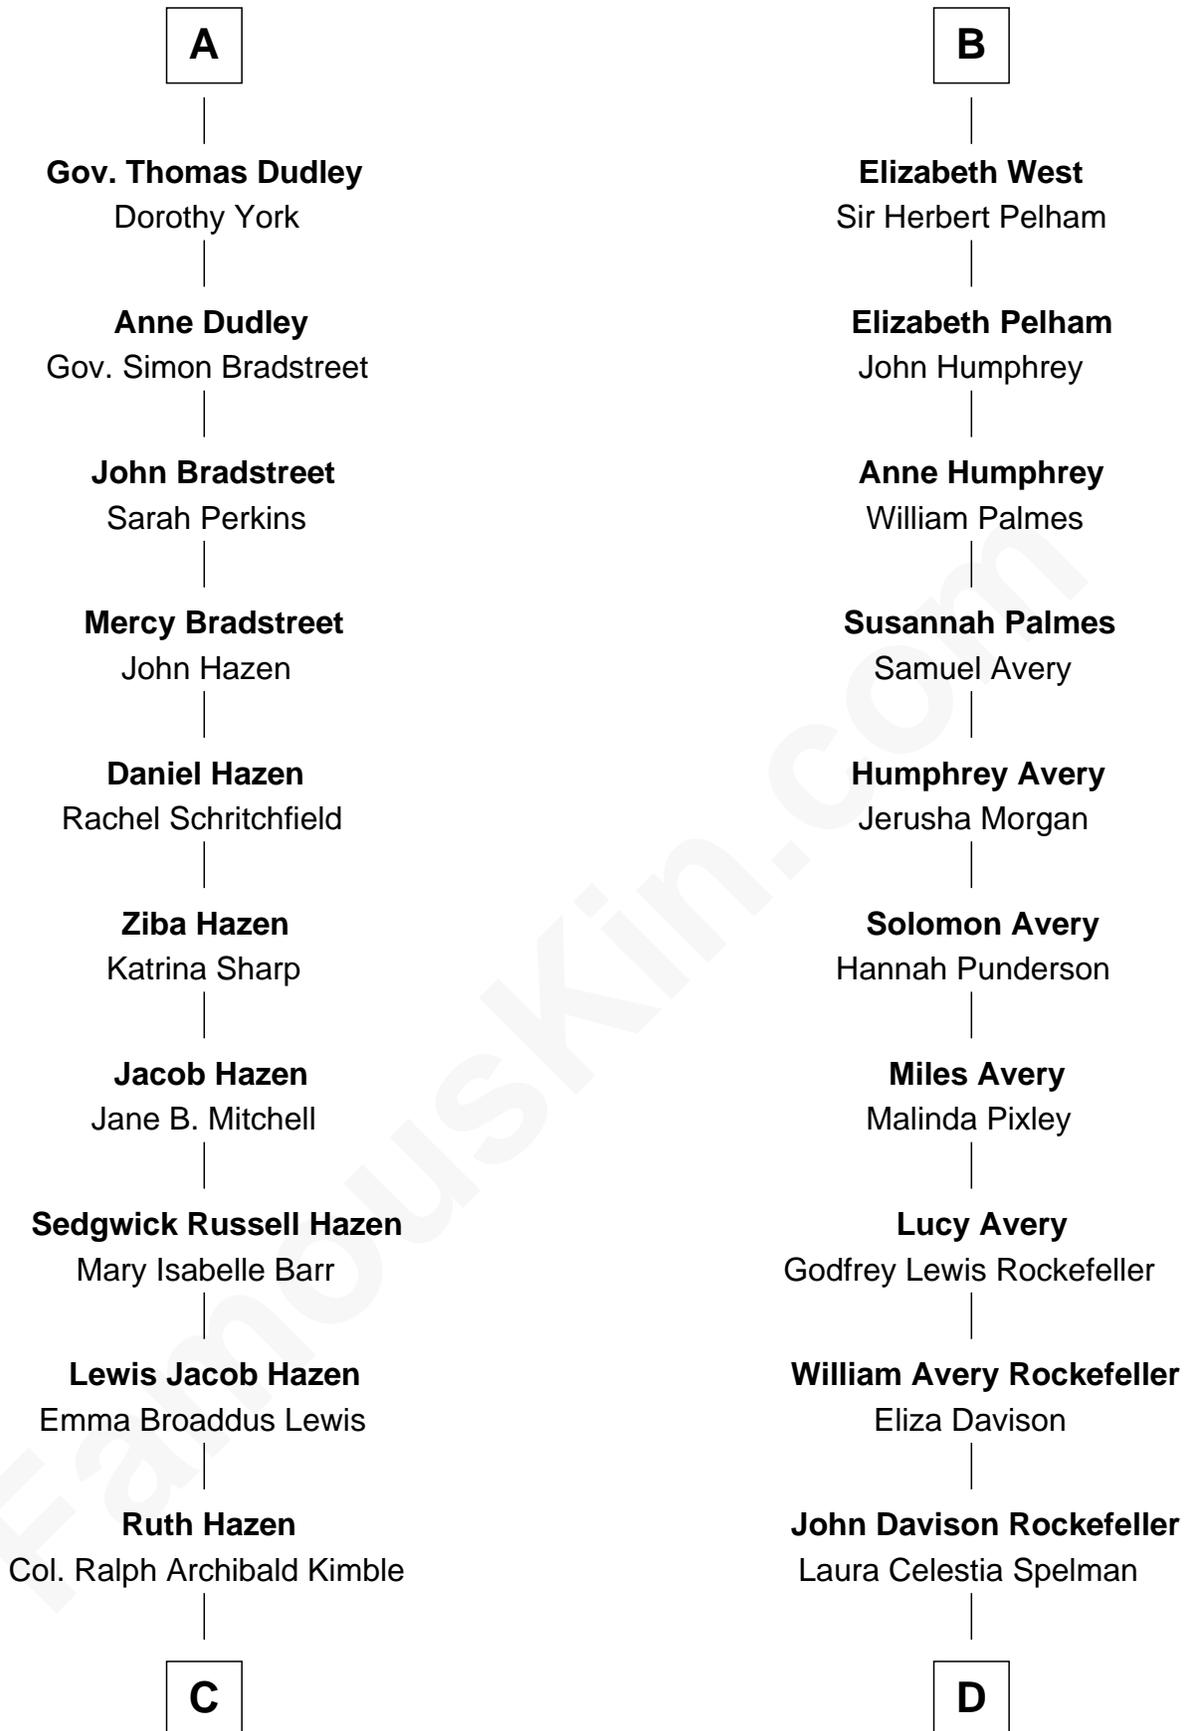 A
Gov. Thomas Dudley
Dorothy York
Anne Dudley
Gov. Simon Bradstreet
John Bradstreet
Sarah Perkins
Mercy Bradstreet
John Hazen
Daniel Hazen
Rachel Schritchfield
Ziba Hazen
Katrina Sharp
Jacob Hazen
Jane B. Mitchell
Sedgwick Russell Hazen
Mary Isabelle Barr
Lewis Jacob Hazen
Emma Broaddus Lewis
Ruth Hazen
Col. Ralph Archibald Kimble
C
B
Elizabeth West
Sir Herbert Pelham
Elizabeth Pelham
John Humphrey
Anne Humphrey
William Palmes
Susannah Palmes
Samuel Avery
Humphrey Avery
Jerusha Morgan
Solomon Avery
Hannah Punderson
Miles Avery
Malinda Pixley
Lucy Avery
Godfrey Lewis Rockefeller
William Avery Rockefeller
Eliza Davison
John Davison Rockefeller
Laura Celestia Spelman
D
FamousKin.com